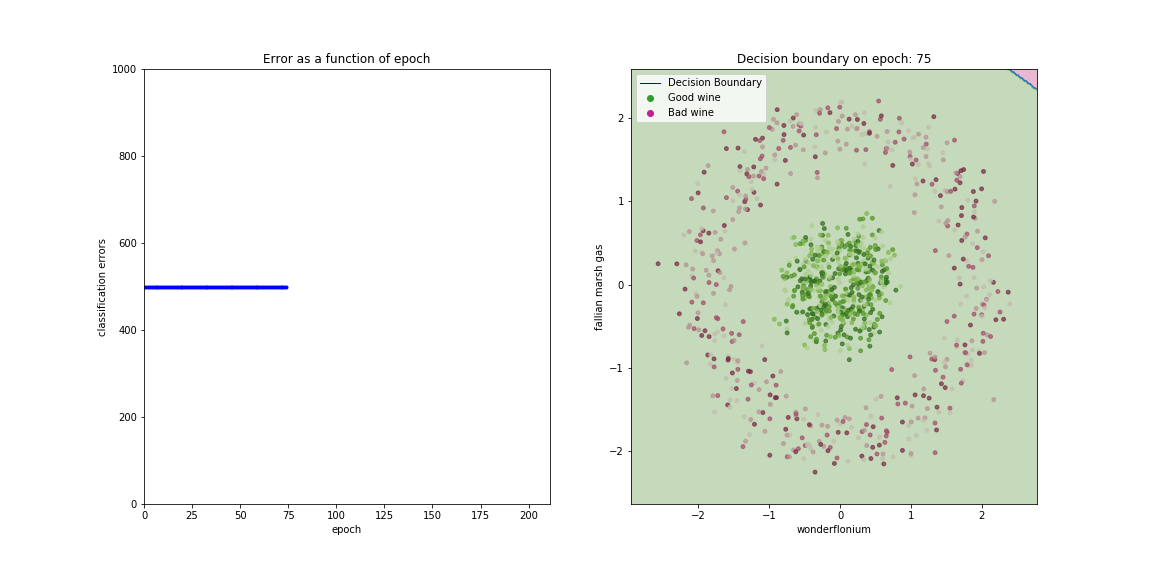 Error as a function of epoch
1000
800
600
400
200
0
classification errors
0 25 50 75 100 125 150 175 200
epoch
Decision boundary on epoch: 75
Decision Boundary
Good wine
Bad wine
2
1
0
−1
−2
fallian marsh gas
−2 −1 0 1 2
wonderflonium